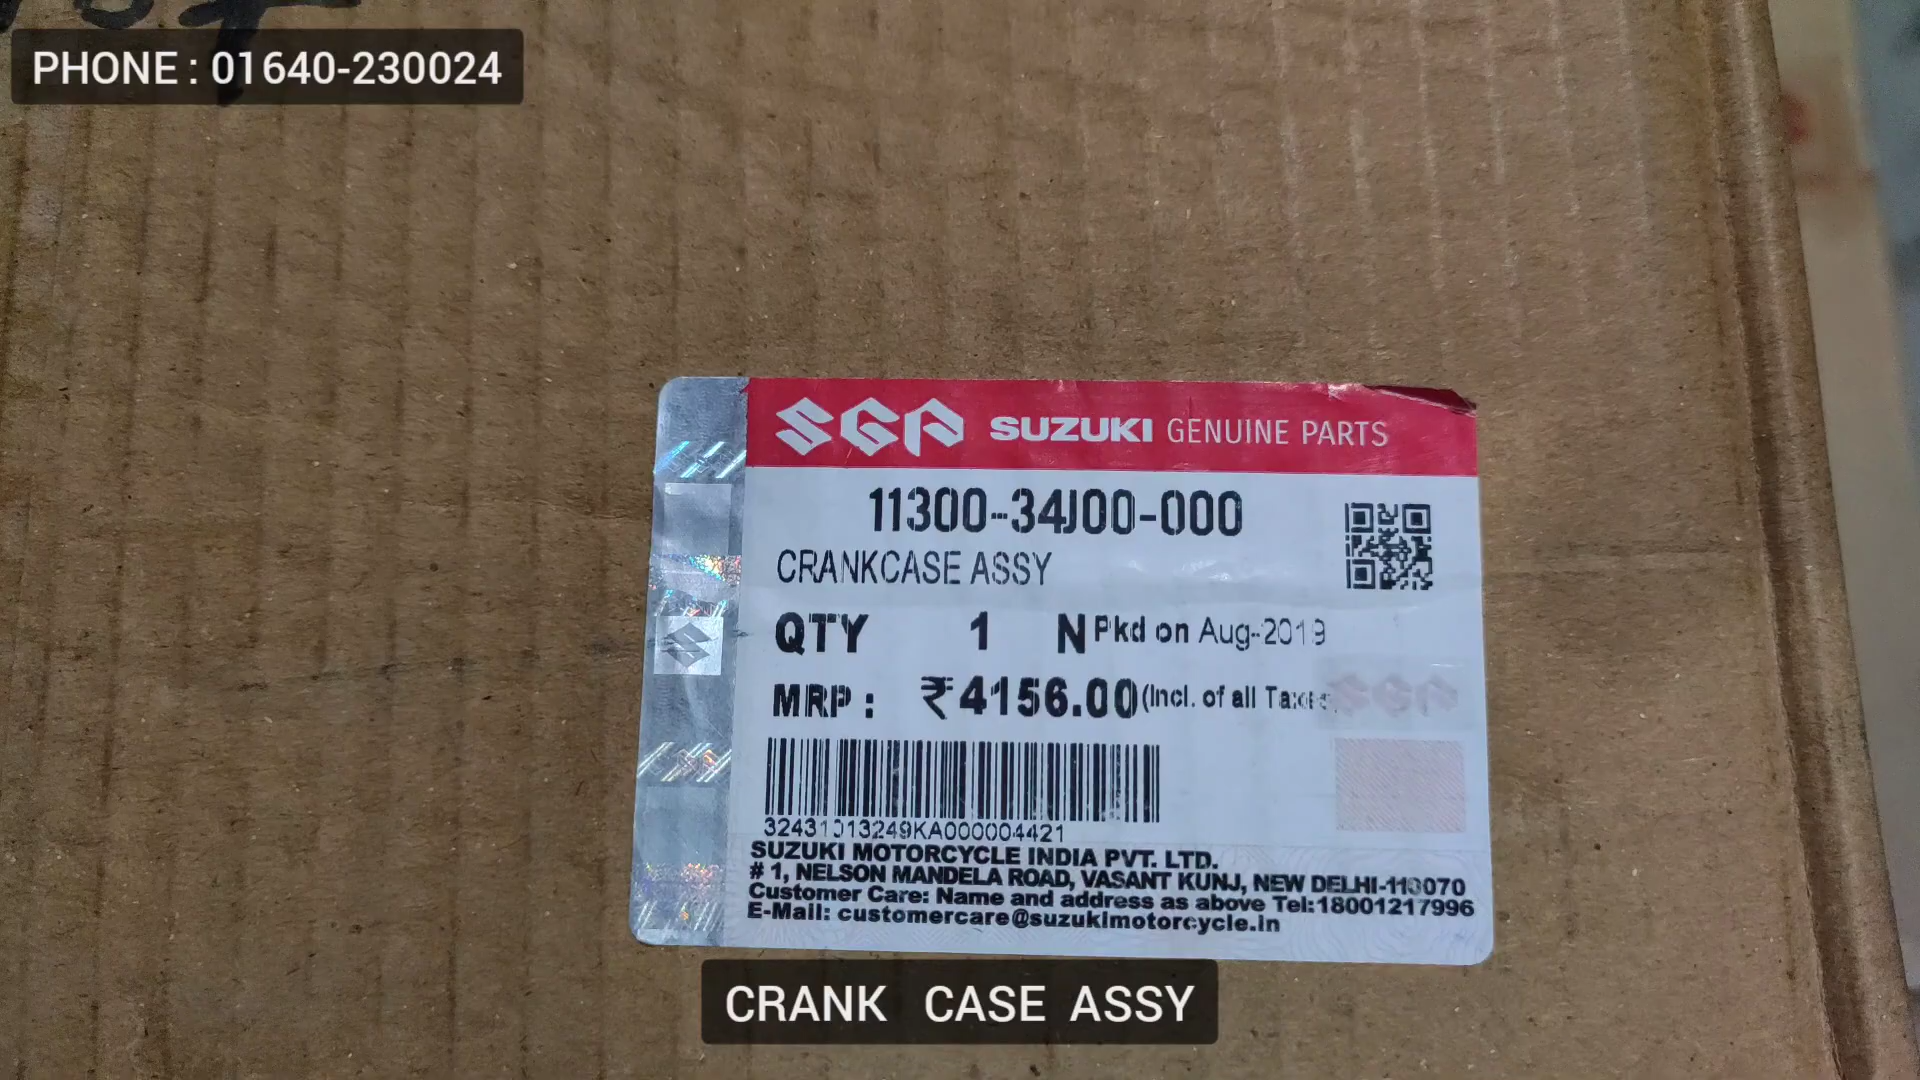 PHONE : 01640-230024
SGP SUZUKI GENUINE PARTS
11300-34J00-000
CRANKCASE ASSY
QTY 1 N Pkd on Aug-2019
MRP : ₹4156.00 (Incl. of all Taxes)
32431013249KA000004421
SUZUKI MOTORCYCLE INDIA PVT. LTD.
# 1, NELSON MANDELA ROAD, VASANT KUNJ, NEW DELHI-110070
Customer Care: Name and address as above Tel:18001217996
E-Mail: customercare@suzukimotorcycle.in
CRANK CASE ASSY